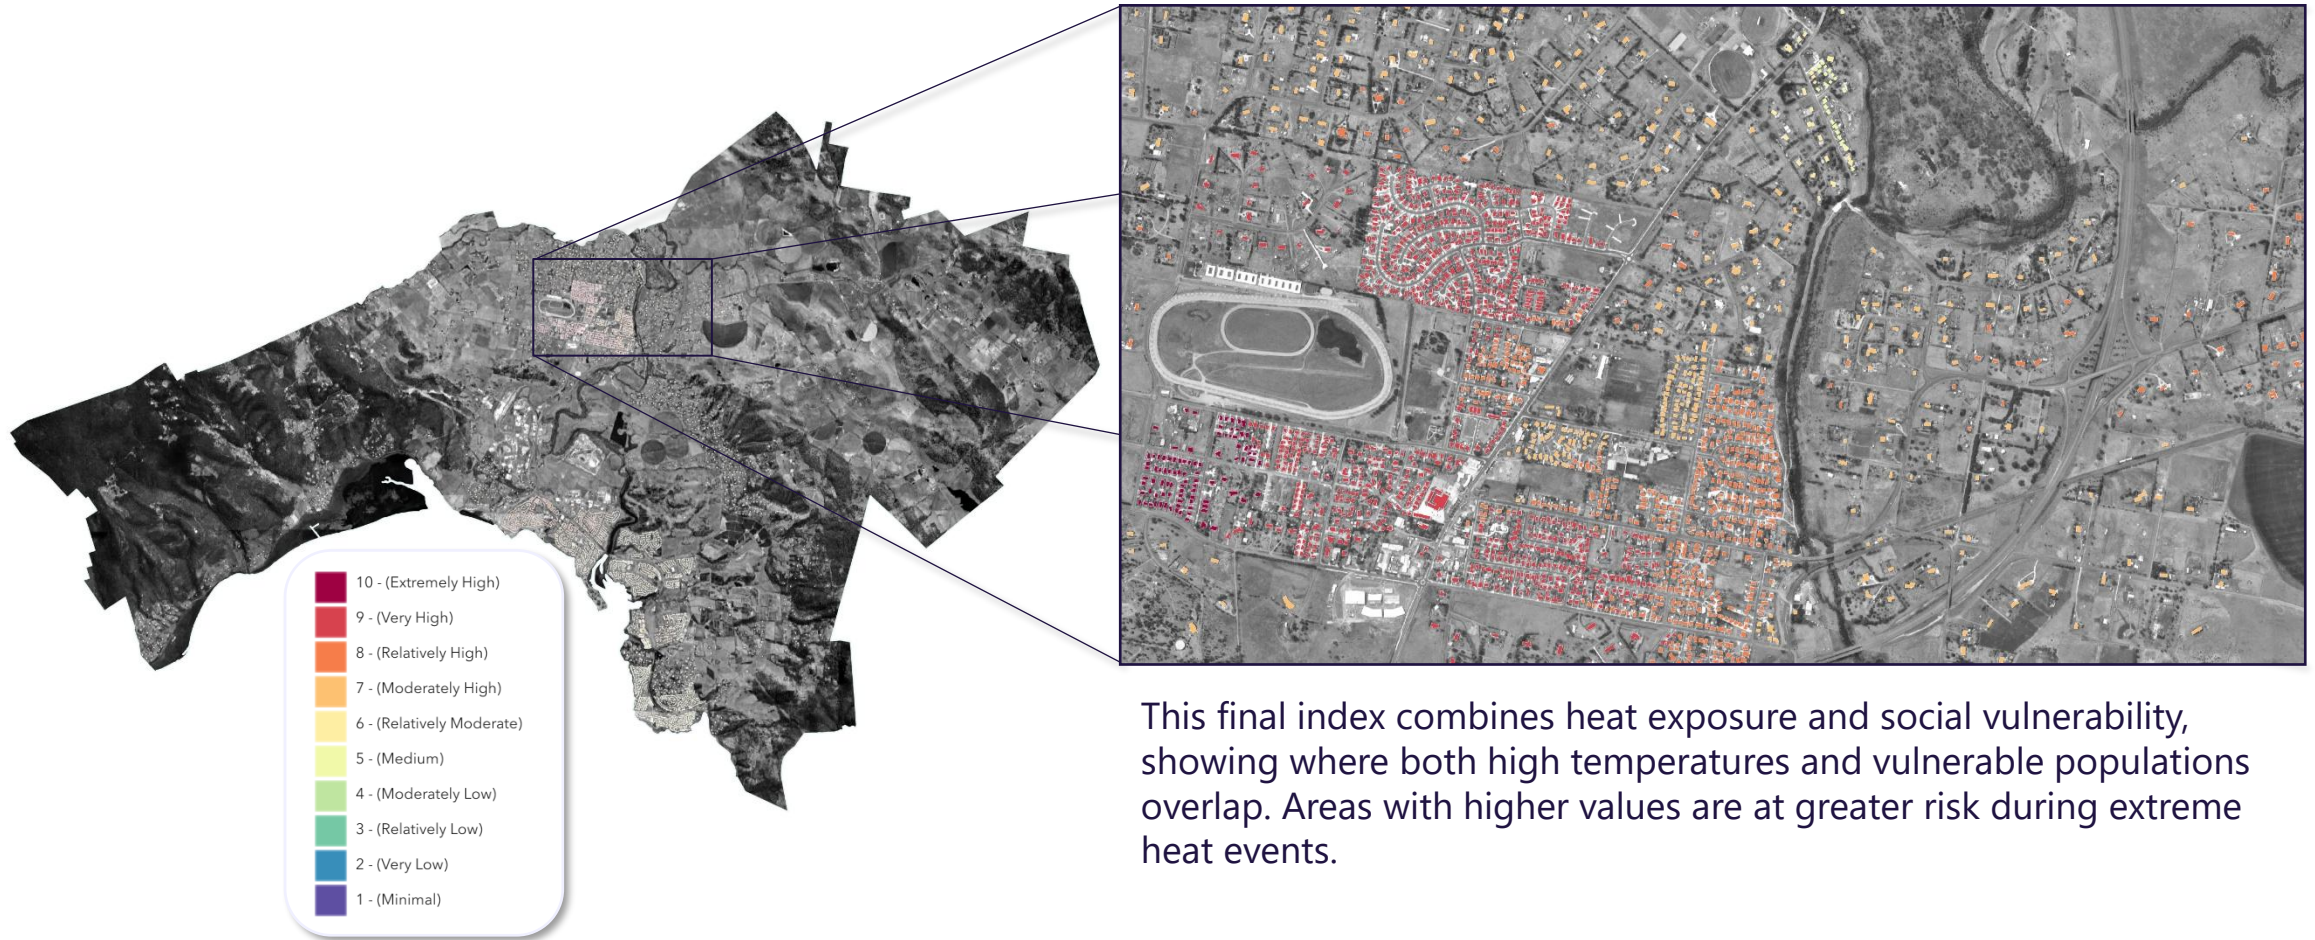 10 - (Extremely High)
9 - (Very High)
8 - (Relatively High)
7 - (Moderately High)
6 - (Relatively Moderate)
5 - (Medium)
4 - (Moderately Low)
3 - (Relatively Low)
2 - (Very Low)
1 - (Minimal)
This final index combines heat exposure and social vulnerability,
showing where both high temperatures and vulnerable populations
overlap. Areas with higher values are at greater risk during extreme
heat events.